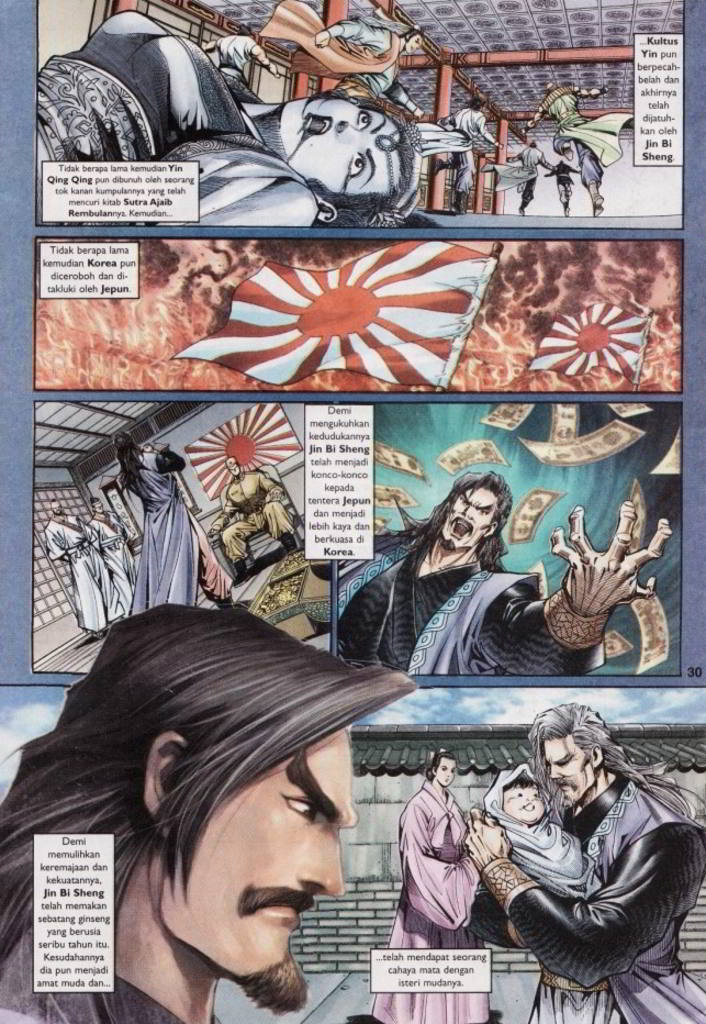 Tidak berapa lama kemudian Yin
Qing Qing pun dibunuh oleh seorang
tok kanan kumpulannya yang telah
mencuri kitab Sutra Ajaib
Rembulannya. Kemudian...
...Kultus
Yin pun
berpecah-
belah dan
akhirnya
telah
dijatuh-
kan oleh
Jin Bi
Sheng.
Tidak berapa lama
kemudian Korea pun
diceroboh dan di-
takluki oleh Jepun.
Demi
mengukuhkan
kedudukannya
Jin Bi Sheng
telah menjadi
konco-konco
kepada
tentera Jepun
dan menjadi
lebih kaya dan
berkuasa di
Korea.
30
Demi
memulihkan
keremajaan dan
kekuatannya,
Jin Bi Sheng
telah memakan
sebatang ginseng
yang berusia
seribu tahun itu.
Kesudahannya
dia pun menjadi
amat muda dan...
...telah mendapat seorang
cahaya mata dengan
isteri mudanya.